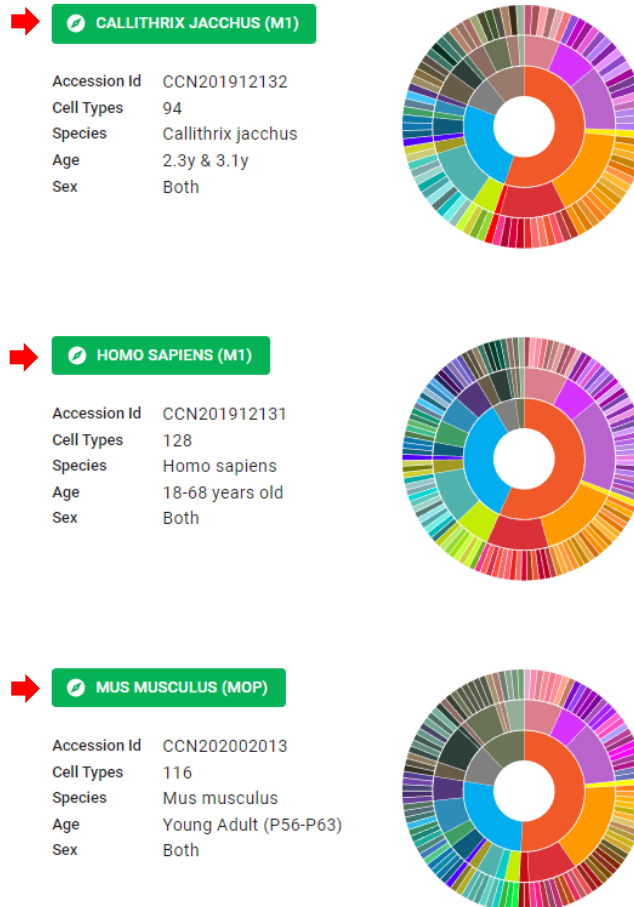 CALLITHRIX JACCHUS (M1)
Accession Id CCN201912132
Cell Types 94
Species Callithrix jacchus
Age 2.3y & 3.1y
Sex Both
HOMO SAPIENS (M1)
Accession Id CCN201912131
Cell Types 128
Species Homo sapiens
Age 18-68 years old
Sex Both
MUS MUSCULUS (MOP)
Accession Id CCN202002013
Cell Types 116
Species Mus musculus
Age Young Adult (P56-P63)
Sex Both